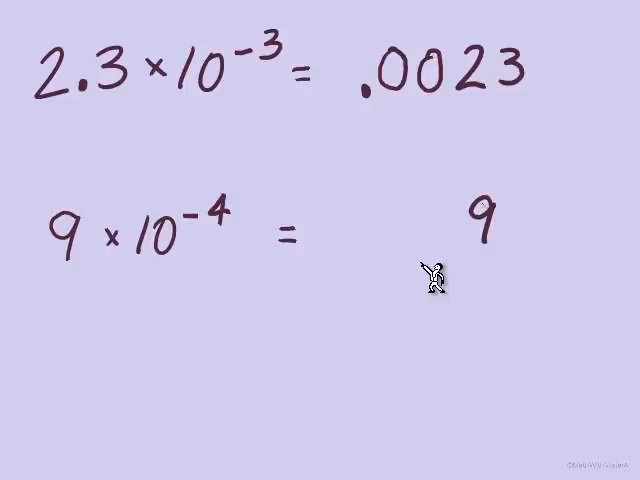 2.3 × 10⁻³ = .0023
9 × 10⁻⁴ = 9